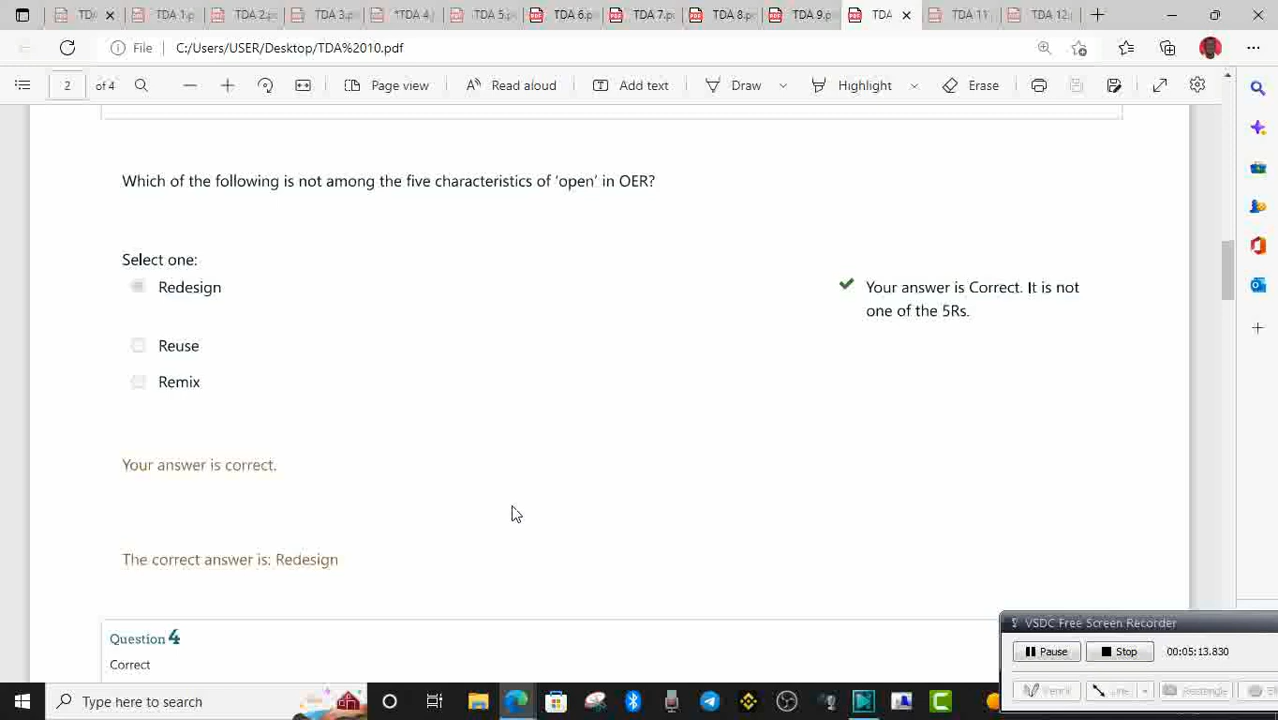 TDA
TDA 1.p
TDA 2.
TDA 3.
*TDA 4
TDA 5.
TDA 6.p
TDA 7.p
TDA 8.p
TDA 9.p
TDA
TDA 11
TDA 12.
File
C:/Users/USER/Desktop/TDA%2010.pdf
2 of 4
Page view
Read aloud
Add text
Draw
Highlight
Erase
Which of the following is not among the five characteristics of ‘open’ in OER?
Select one:
Redesign
Your answer is Correct. It is not
one of the 5Rs.
Reuse
Remix
Your answer is correct.
The correct answer is: Redesign
Question 4
Correct
VSDC Free Screen Recorder
Pause
Stop
00:05:13.830
Line
Rectangle
Type here to search